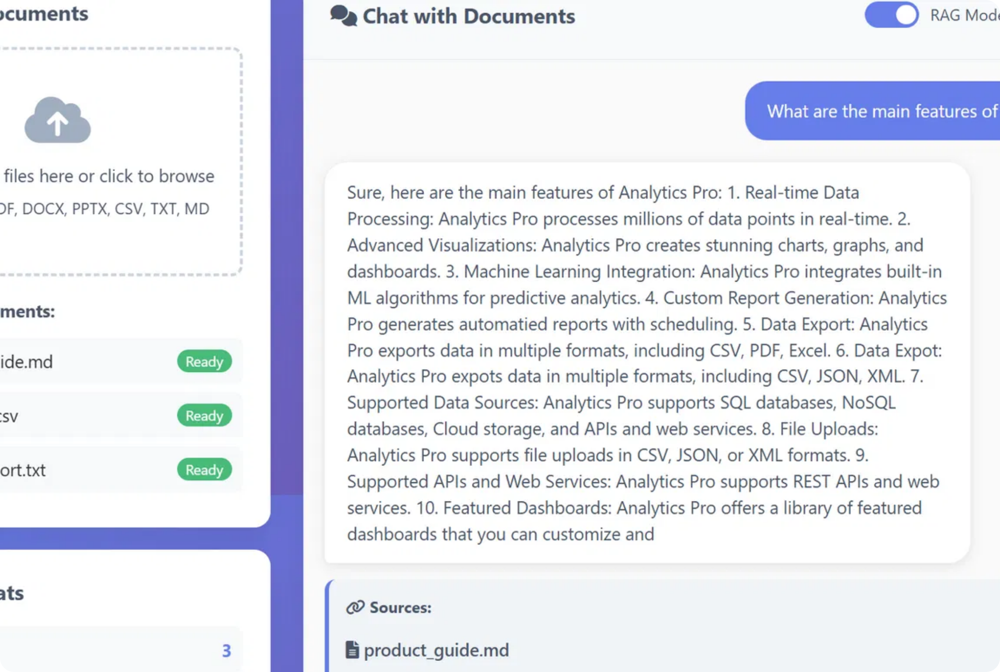 ocuments
files here or click to browse
DF, DOCX, PPTX, CSV, TXT, MD
ments:
ide.md
Ready
csv
Ready
ort.txt
Ready
ats
3
Chat with Documents
RAG Mode
What are the main features of
Sure, here are the main features of Analytics Pro: 1. Real-time Data
Processing: Analytics Pro processes millions of data points in real-time. 2.
Advanced Visualizations: Analytics Pro creates stunning charts, graphs, and
dashboards. 3. Machine Learning Integration: Analytics Pro integrates built-in
ML algorithms for predictive analytics. 4. Custom Report Generation: Analytics
Pro generates automatied reports with scheduling. 5. Data Export: Analytics
Pro exports data in multiple formats, including CSV, PDF, Excel. 6. Data Expot:
Analytics Pro expots data in multiple formats, including CSV, JSON, XML. 7.
Supported Data Sources: Analytics Pro supports SQL databases, NoSQL
databases, Cloud storage, and APIs and web services. 8. File Uploads:
Analytics Pro supports file uploads in CSV, JSON, or XML formats. 9.
Supported APIs and Web Services: Analytics Pro supports REST APIs and web
services. 10. Featured Dashboards: Analytics Pro offers a library of featured
dashboards that you can customize and
Sources:
product_guide.md